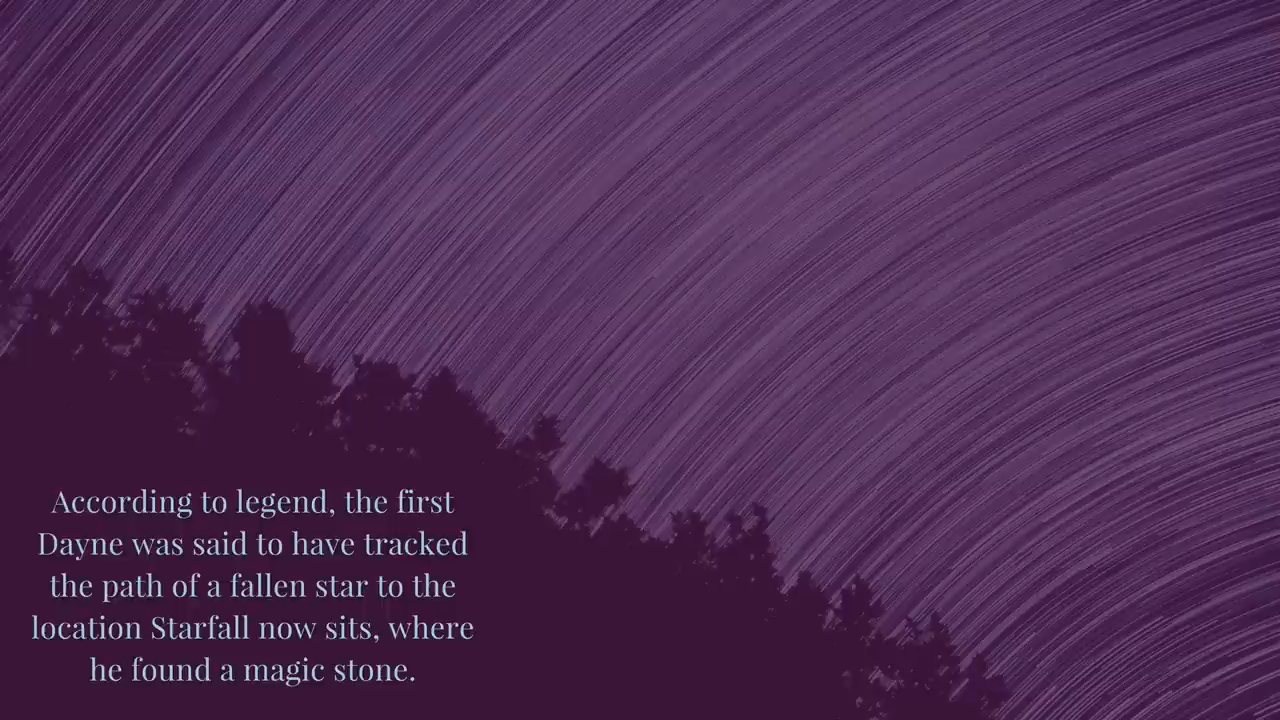 According to legend, the first
Dayne was said to have tracked
the path of a fallen star to the
location Starfall now sits, where
he found a magic stone.